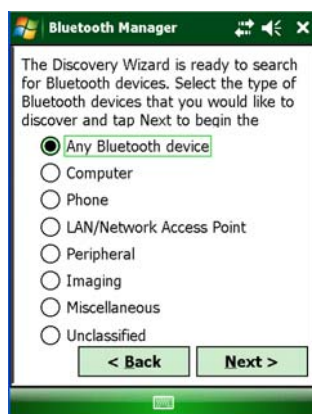 Bluetooth Manager
The Discovery Wizard is ready to search
for Bluetooth devices. Select the type of
Bluetooth devices that you would like to
discover and tap Next to begin the
Any Bluetooth device
Computer
Phone
LAN/Network Access Point
Peripheral
Imaging
Miscellaneous
Unclassified
< Back Next >